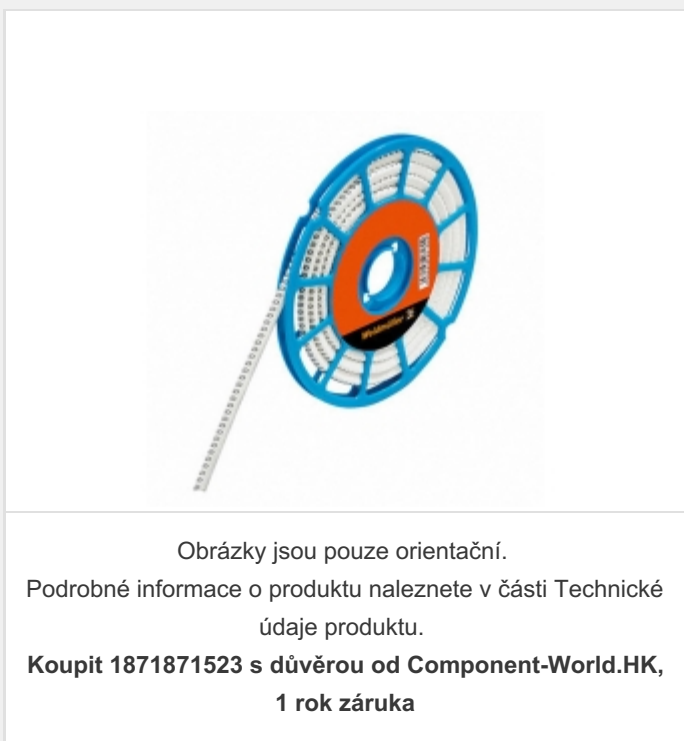 Weidmüller
Obrázky jsou pouze orientační.
Podrobné informace o produktu naleznete v části Technické
údaje produktu.
Koupit 1871871523 s důvěrou od Component-World.HK,
1 rok záruka